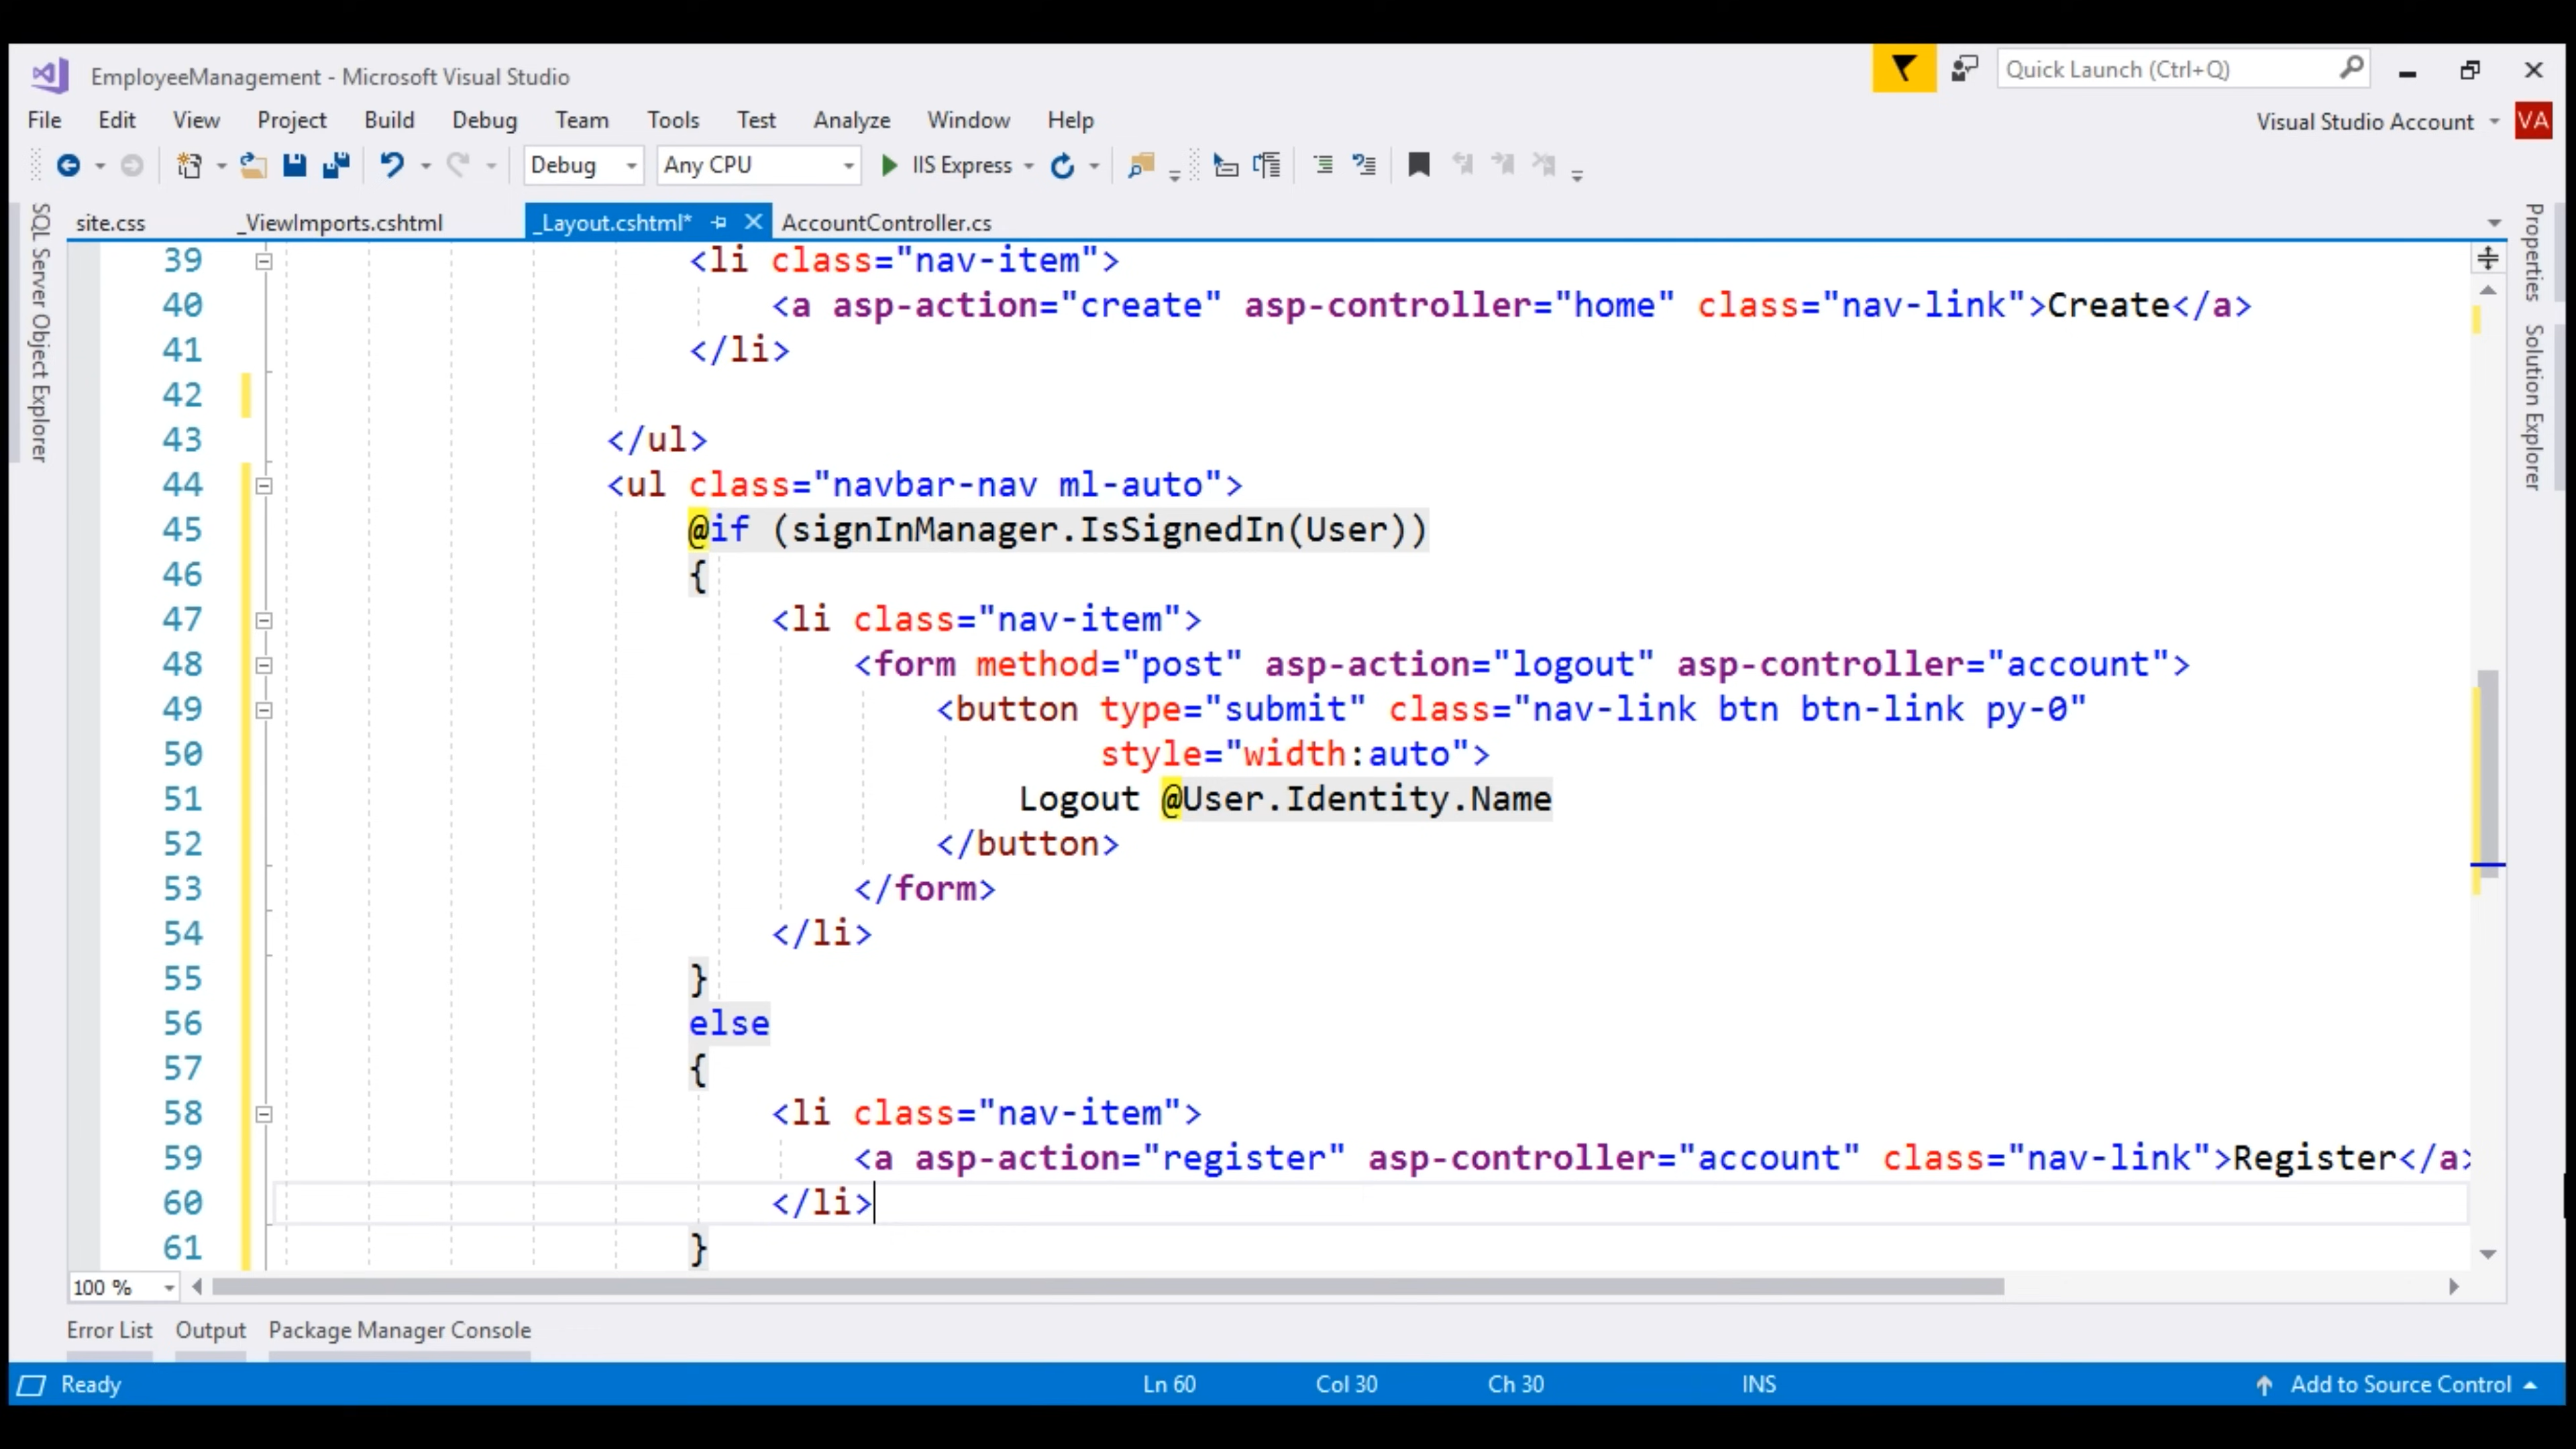 EmployeeManagement - Microsoft Visual Studio
Quick Launch (Ctrl+Q)
File Edit View Project Build Debug Team Tools Test Analyze Window Help
Visual Studio Account VA
Debug Any CPU IIS Express
site.css _ViewImports.cshtml _Layout.cshtml* AccountController.cs
SQL Server Object Explorer
Properties
Solution Explorer
39 <li class="nav-item">
40 <a asp-action="create" asp-controller="home" class="nav-link">Create</a>
41 </li>
42
43 </ul>
44 <ul class="navbar-nav ml-auto">
45 @if (signInManager.IsSignedIn(User))
46 {
47 <li class="nav-item">
48 <form method="post" asp-action="logout" asp-controller="account">
49 <button type="submit" class="nav-link btn btn-link py-0"
50 style="width:auto">
51 Logout @User.Identity.Name
52 </button>
53 </form>
54 </li>
55 }
56 else
57 {
58 <li class="nav-item">
59 <a asp-action="register" asp-controller="account" class="nav-link">Register</a>
60 </li>
61 }
100 %
Error List Output Package Manager Console
Ready Ln 60 Col 30 Ch 30 INS Add to Source Control